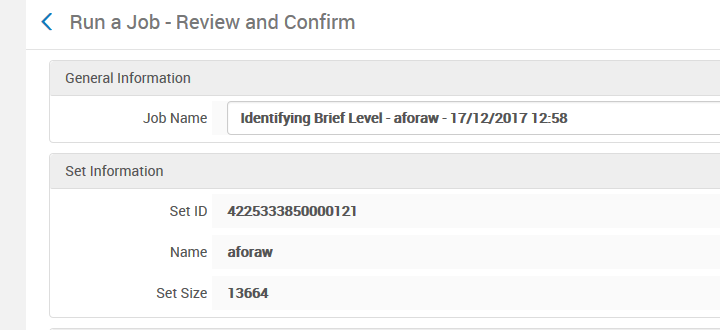 Run a Job - Review and Confirm
General Information
Job Name Identifying Brief Level - aforaw - 17/12/2017 12:58
Set Information
Set ID 4225333850000121
Name aforaw
Set Size 13664